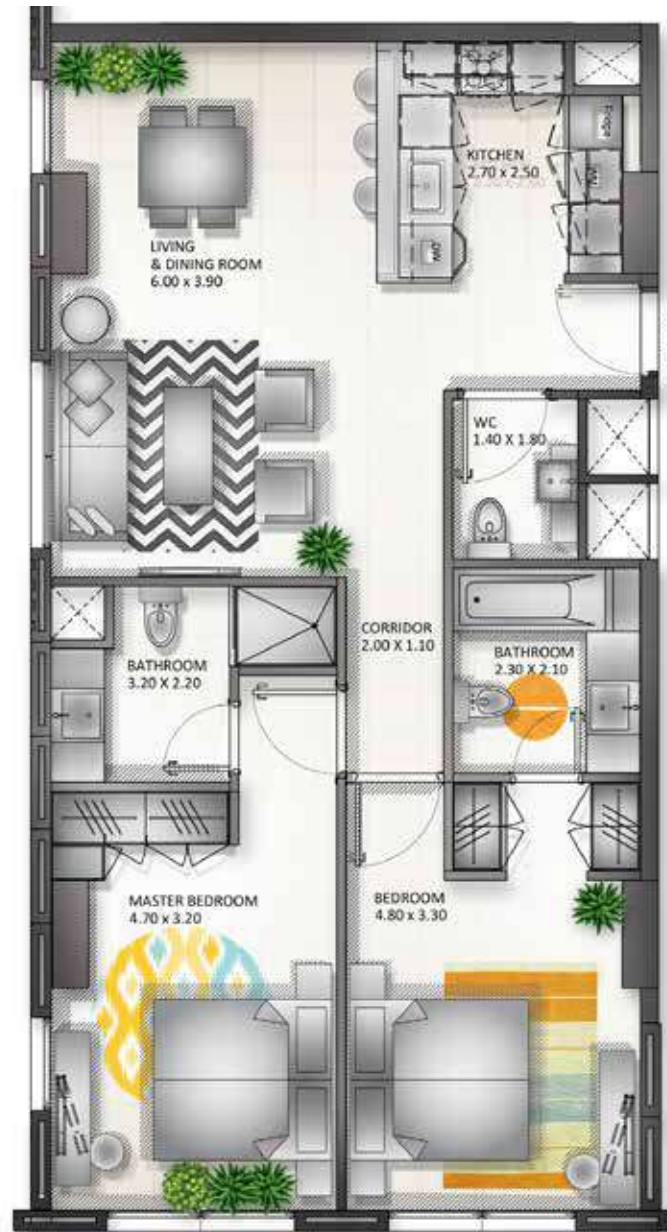 KITCHEN
2.70 x 2.50
Fridge
WM
DW
LIVING
& DINING ROOM
6.00 x 3.90
WC
1.40 X 1.80
CORRIDOR
2.00 X 1.10
BATHROOM
2.30 X 2.10
BATHROOM
3.20 X 2.20
MASTER BEDROOM
4.70 x 3.20
BEDROOM
4.80 x 3.30